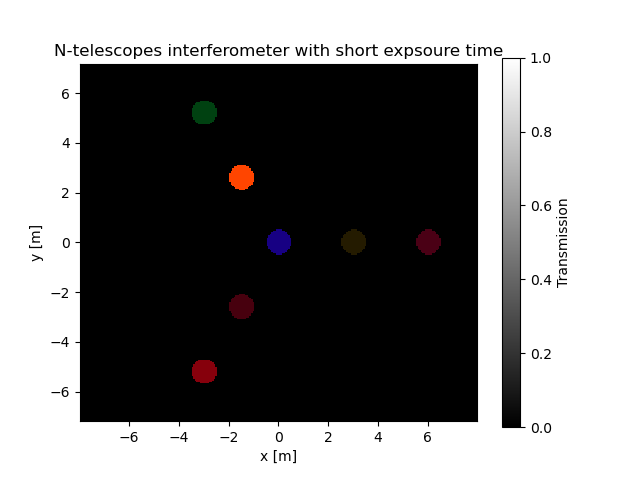 N-telescopes interferometer with short expsoure time
1.0
0.8
0.6
0.4
0.2
0.0
Transmission
6
4
2
0
−2
−4
−6
y [m]
−6 −4 −2 0 2 4 6
x [m]